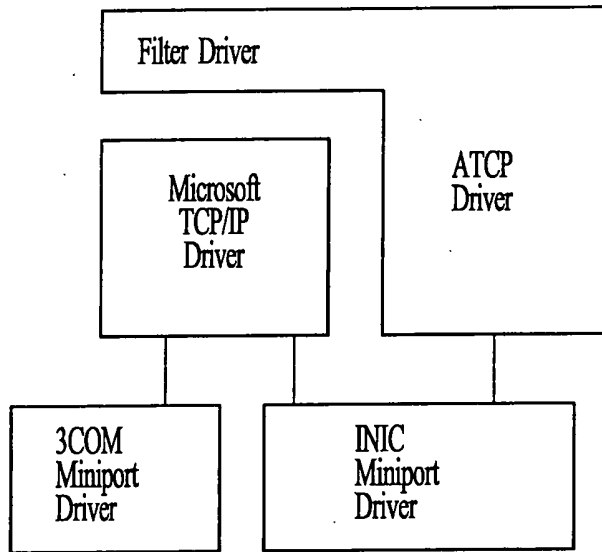 Filter Driver
ATCP
Driver
Microsoft
TCP/IP
Driver
3COM
Miniport
Driver
INIC
Miniport
Driver